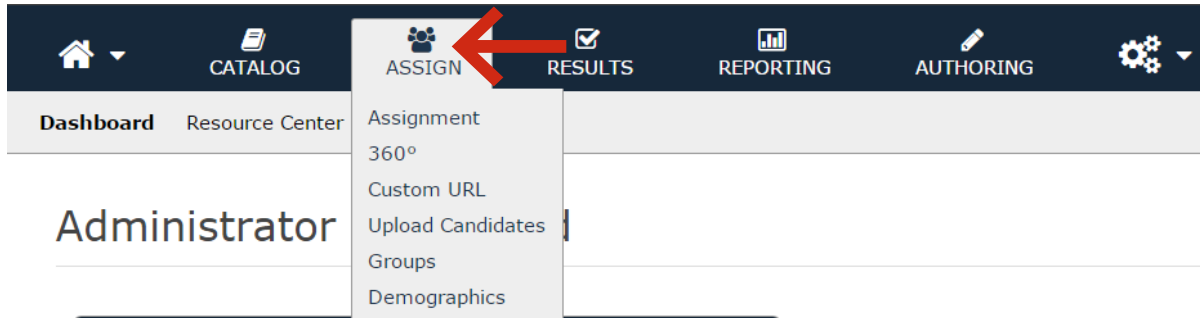 CATALOG ASSIGN RESULTS REPORTING AUTHORING
Dashboard Resource Center
Assignment
360º
Custom URL
Upload Candidates
Groups
Demographics
Administrator